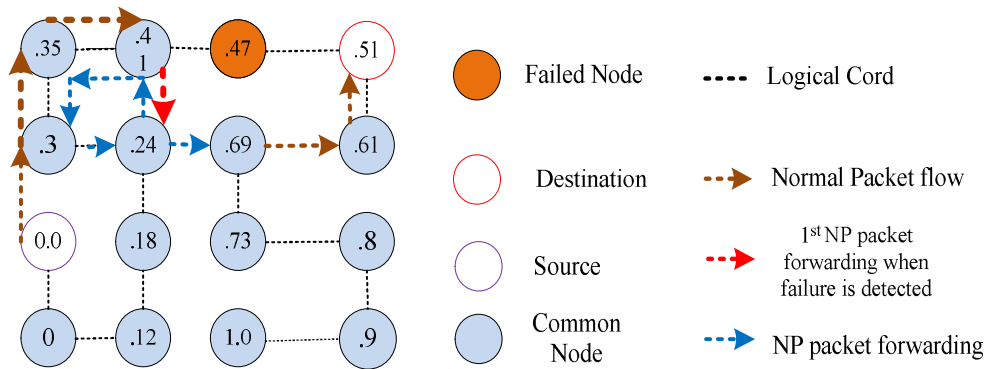 .35
.4
1
.47
.51
.3
.24
.69
.61
0.0
.18
.73
.8
0
.12
1.0
.9
Failed Node
Logical Cord
Destination
Normal Packet flow
Source
1st NP packet
forwarding when
failure is detected
Common
Node
NP packet forwarding